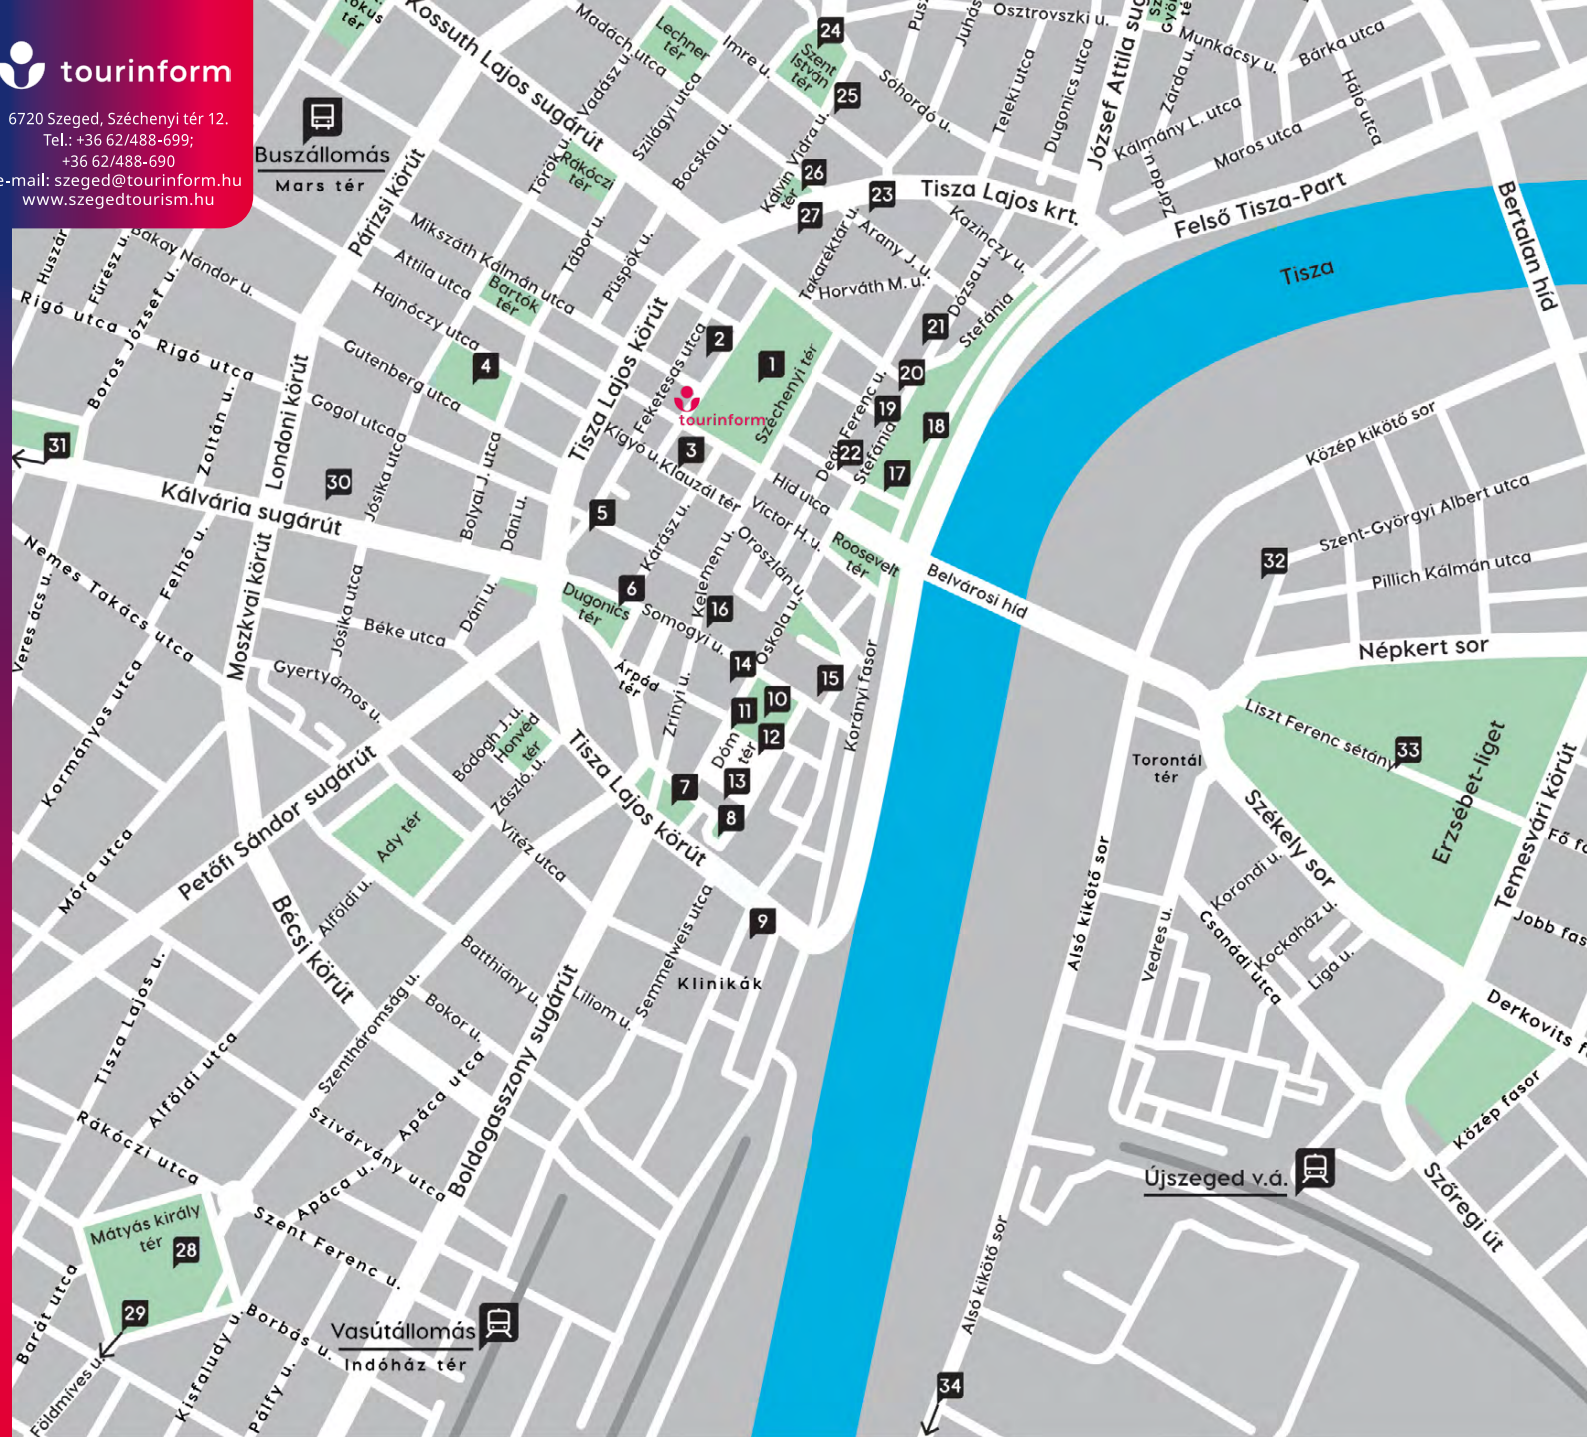 tourinform
6720 Szeged, Széchenyi tér 12.
Tel.: +36 62/488-699;
+36 62/488-690
e-mail: szeged@tourinform.hu
www.szegedtourism.hu
Buszállomás
Mars tér
Kossuth Lajos sugárút
Madách utca
Lechner
tér
Imre u.
24
Szent
István
tér
25
Osztrovszki u.
Munkácsy u.
Bárka utca
Háló utca
Zárda u.
Kálmány L. utca
Maros utca
Zárda u.
József Attila sug
Sóhordó u.
Teleki utca
Dugonics utca
Vadász u.
Szilágyi utca
Bocskai u.
Török u.
Rákóczi
tér
Vidra u.
Kálvin
tér
26
27
23
Tisza Lajos krt.
Felső Tisza-Part
Bertalan híd
Tisza
Párizsi körút
Mikszáth Kálmán utca
Tábor u.
Püspök u.
Attila utca
Bartók
tér
Hajnóczy utca
Takaréktár u.
Arany J. u.
Kazinczy u.
Horváth M. u.
Dózsa u.
Stefánia
Huszár
Fűrész u.
Bakay Nándor u.
Boros József u.
Rigó utca
Rigó utca
Zoltán u.
Londoni körút
Gutenberg utca
Gogol utca
4
Tisza Lajos körút
Feketesas utca
2
1
Széchenyi tér
tourinform
3
21
20
19
18
22
17
Deák Ferenc u.
Stefánia
31
Kálvária sugárút
30
Jósika utca
Bolyai J. utca
Dáni u.
5
Kígyó u.
Klauzál tér
Kárász u.
Kelemen u.
Híd utca
Victor H. u.
Oroszlán u.
Roosevelt
tér
Belvárosi híd
Közép kikötő sor
Szent-Györgyi Albert utca
32
Pillich Kálmán utca
Népkert sor
Nemes Takács utca
Veres ács u.
Felhő u.
Moszkvai körút
Jósika utca
Béke utca
Dáni u.
Dugonics
tér
6
Somogyi u.
16
Oskola u.
14
15
Korányi fasor
Árpád
tér
Zrínyi u.
10
11
12
Dóm
tér
13
7
8
Gyertyámos u.
Kormányos utca
Bódogh J. u.
Honvéd
tér
Zászló. u.
Tisza Lajos körút
Vitéz utca
Petőfi Sándor sugárút
Ady tér
Móra utca
Alföldi u.
Bécsi körút
Torontál
tér
Liszt Ferenc sétány
33
Erzsébet-liget
Temesvári körút
Székely sor
Korondi u.
Kockaház u.
Csanádi utca
Liga u.
Vedres u.
Alsó kikötő sor
Derkovits f
9
Klinikák
Semmelweis utca
Batthiány u.
Liliom u.
Bokor u.
Szentháromság u.
Boldogasszony sugárút
Tisza Lajos u.
Alföldi utca
Apáca utca
Szivárvány utca
Rákóczi utca
Apáca u.
Szent Ferenc u.
Mátyás király
tér
28
29
Barát utca
Földmíves u.
Kisfaludy u.
Borbás u.
Pálfy u.
Vasútállomás
Indóház tér
Közép fasor
Újszeged v.á.
Szőregi út
Alsó kikötő sor
34